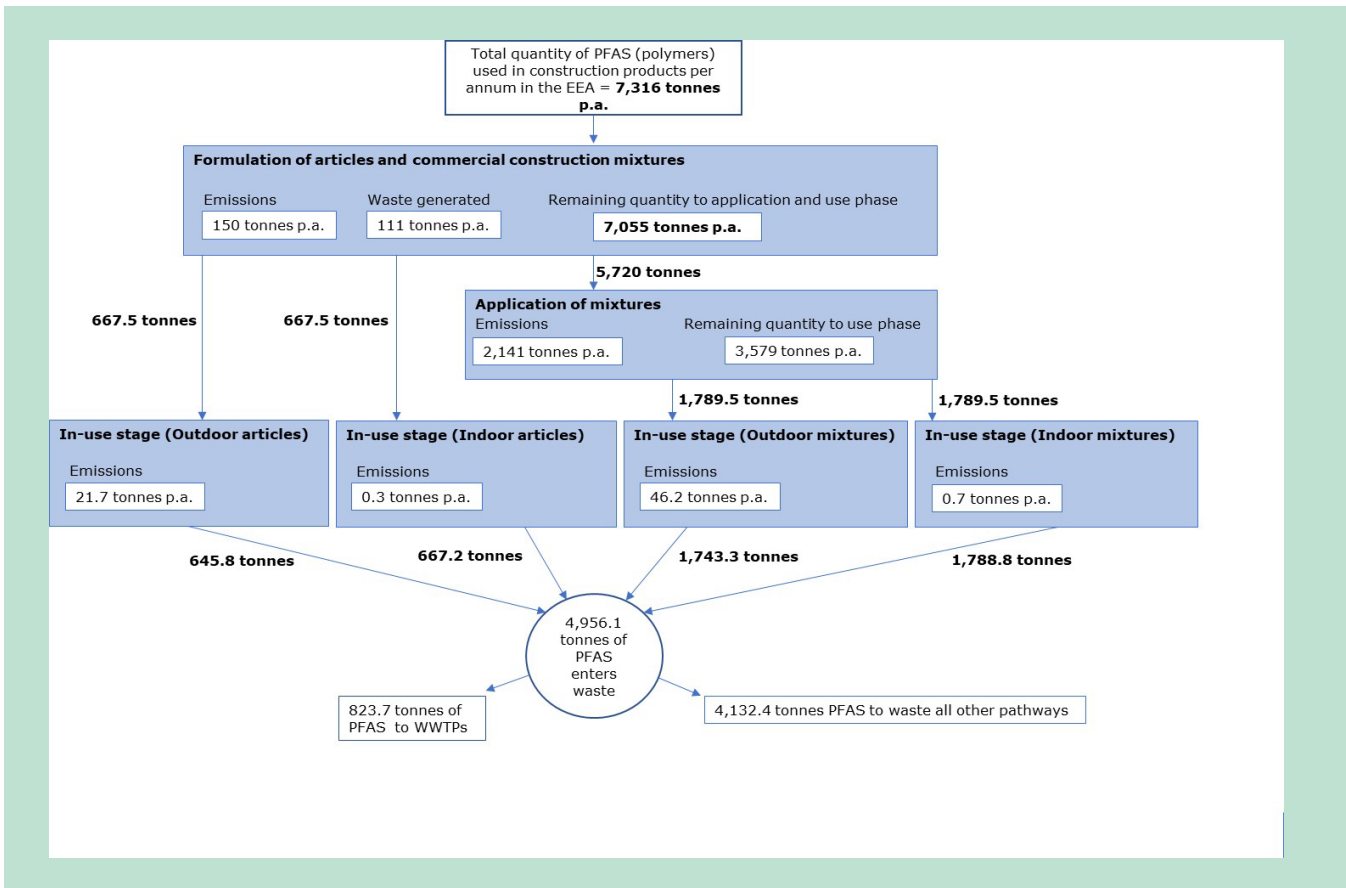 Total quantity of PFAS (polymers)
used in construction products per
annum in the EEA = 7,316 tonnes
p.a.
Formulation of articles and commercial construction mixtures
Emissions
150 tonnes p.a.
Waste generated
111 tonnes p.a.
Remaining quantity to application and use phase
7,055 tonnes p.a.
667.5 tonnes
667.5 tonnes
5,720 tonnes
Application of mixtures
Emissions
2,141 tonnes p.a.
Remaining quantity to use phase
3,579 tonnes p.a.
1,789.5 tonnes
1,789.5 tonnes
In-use stage (Outdoor articles)
Emissions
21.7 tonnes p.a.
In-use stage (Indoor articles)
Emissions
0.3 tonnes p.a.
In-use stage (Outdoor mixtures)
Emissions
46.2 tonnes p.a.
In-use stage (Indoor mixtures)
Emissions
0.7 tonnes p.a.
645.8 tonnes
667.2 tonnes
1,743.3 tonnes
1,788.8 tonnes
4,956.1
tonnes of
PFAS
enters
waste
823.7 tonnes of
PFAS to WWTPs
4,132.4 tonnes PFAS to waste all other pathways